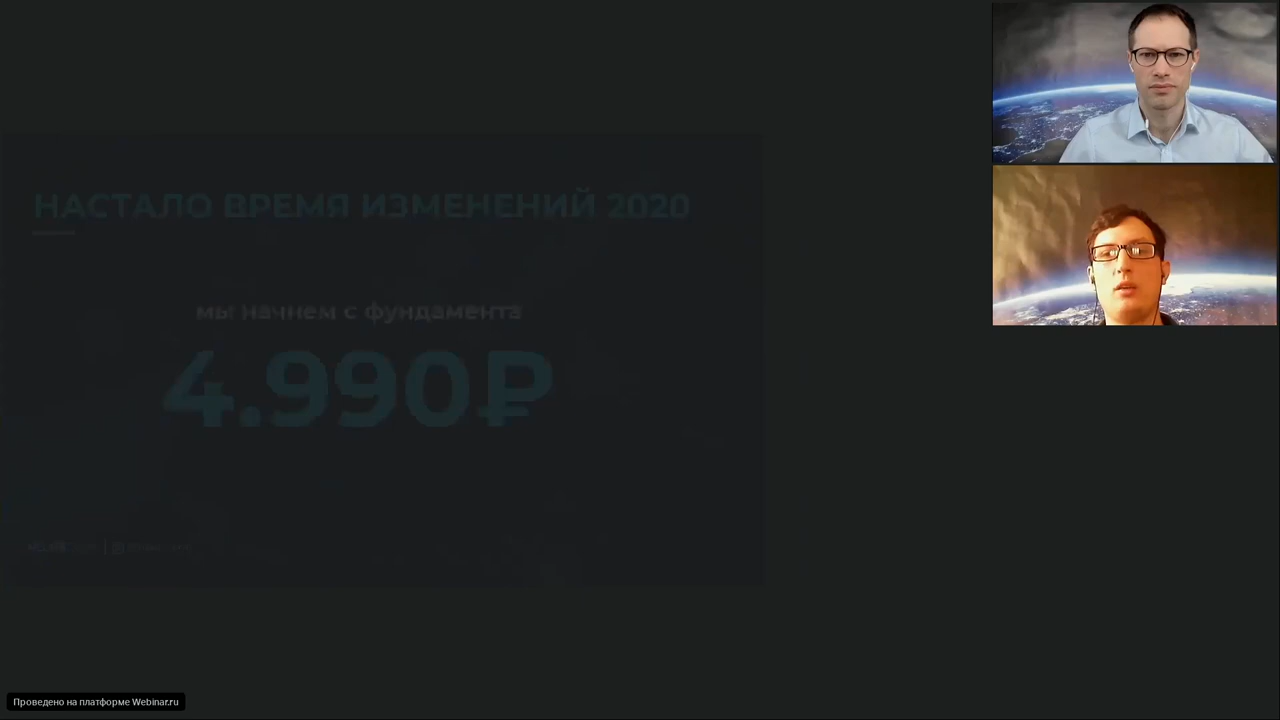 НАСТАЛО ВРЕМЯ ИЗМЕНЕНИЙ 2020
мы начнем с фундамента
4.990₽
Проведено на платформе Webinar.ru